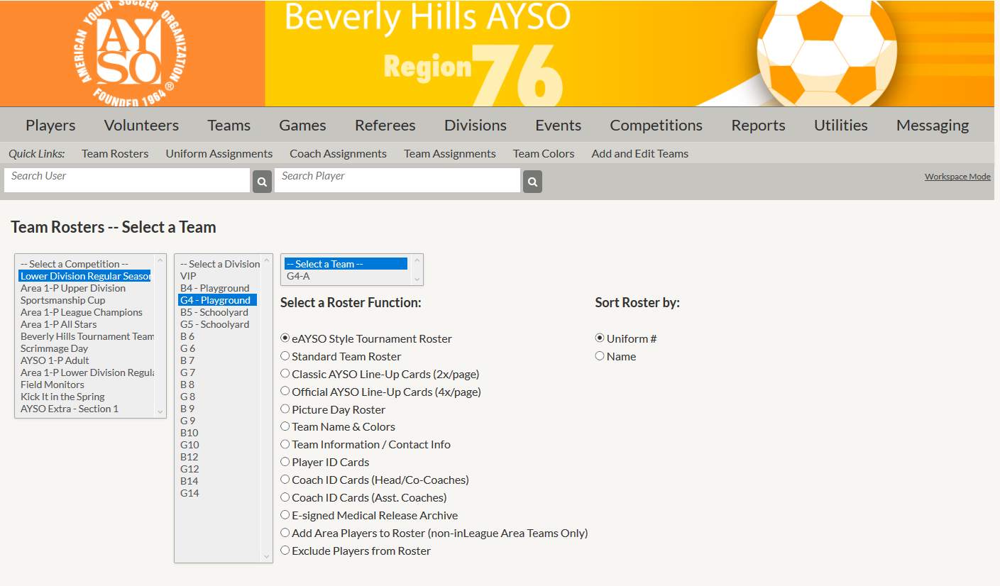 AMERICAN YOUTH SOCCER ORGANIZATION
AY
SO
FOUNDED 1964 ®
Beverly Hills AYSO
Region 76
Players Volunteers Teams Games Referees Divisions Events Competitions Reports Utilities Messaging
Quick Links: Team Rosters Uniform Assignments Coach Assignments Team Assignments Team Colors Add and Edit Teams
Search User Search Player Workspace Mode
Team Rosters -- Select a Team
-- Select a Competition --
Lower Division Regular Season
Area 1-P Upper Division
Sportsmanship Cup
Area 1-P League Champions
Area 1-P All Stars
Beverly Hills Tournament Team
Scrimmage Day
AYSO 1-P Adult
Area 1-P Lower Division Regula
Field Monitors
Kick It in the Spring
AYSO Extra - Section 1
-- Select a Division
VIP
B4 - Playground
G4 - Playground
B5 - Schoolyard
G5 - Schoolyard
B 6
G 6
B 7
G 7
B 8
G 8
B 9
G 9
B10
G10
B12
G12
B14
G14
-- Select a Team --
G4-A
Select a Roster Function:
eAYSO Style Tournament Roster
Standard Team Roster
Classic AYSO Line-Up Cards (2x/page)
Official AYSO Line-Up Cards (4x/page)
Picture Day Roster
Team Name & Colors
Team Information / Contact Info
Player ID Cards
Coach ID Cards (Head/Co-Coaches)
Coach ID Cards (Asst. Coaches)
E-signed Medical Release Archive
Add Area Players to Roster (non-inLeague Area Teams Only)
Exclude Players from Roster
Sort Roster by:
Uniform #
Name